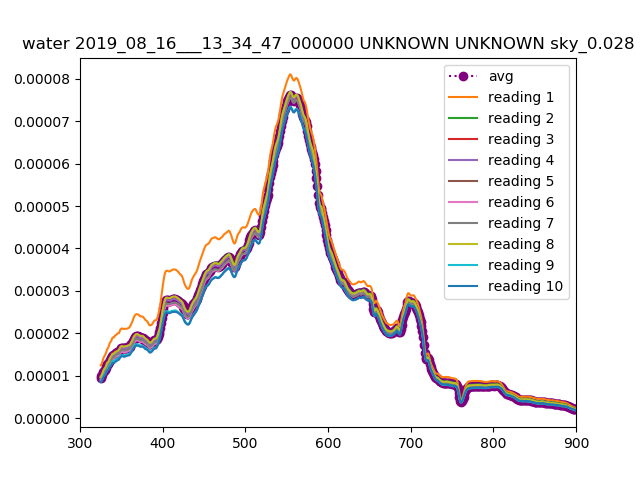 water 2019_08_16___13_34_47_000000 UNKNOWN UNKNOWN sky_0.028
0.00008
0.00007
0.00006
0.00005
0.00004
0.00003
0.00002
0.00001
0.00000
300 400 500 600 700 800 900
avg
reading 1
reading 2
reading 3
reading 4
reading 5
reading 6
reading 7
reading 8
reading 9
reading 10